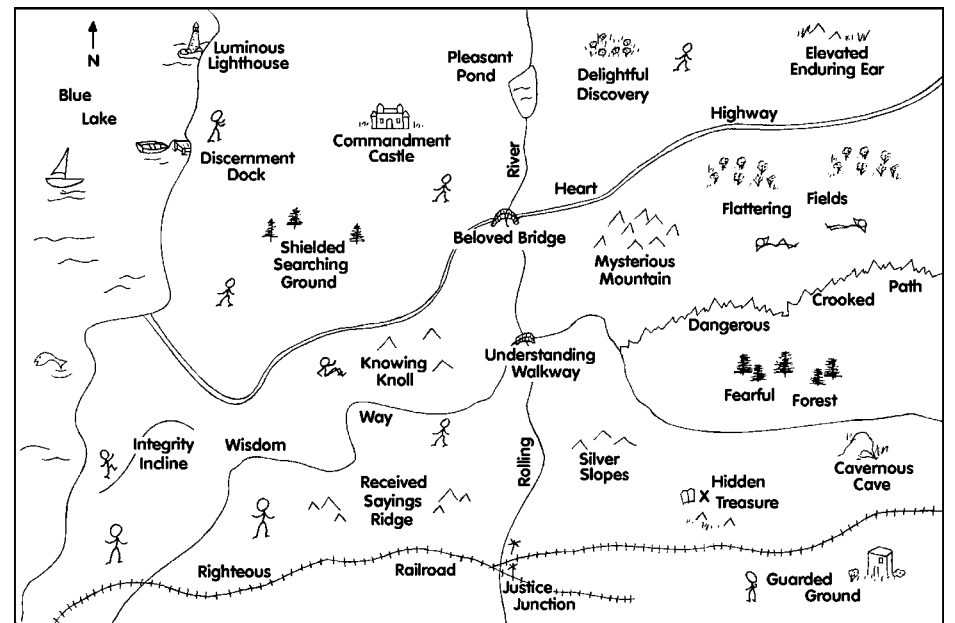 N
Luminous
Lighthouse
Blue
Lake
Discernment
Dock
Commandment
Castle
Pleasant
Pond
Delightful
Discovery
Elevated
Enduring Ear
Highway
River
Heart
Flattering
Fields
Beloved Bridge
Mysterious
Mountain
Shielded
Searching
Ground
Dangerous
Crooked
Path
Knowing
Knoll
Understanding
Walkway
Fearful
Forest
Way
Integrity
Incline
Wisdom
Rolling
Silver
Slopes
Cavernous
Cave
Received
Sayings
Ridge
X
Hidden
Treasure
Righteous
Railroad
Justice
Junction
Guarded
Ground